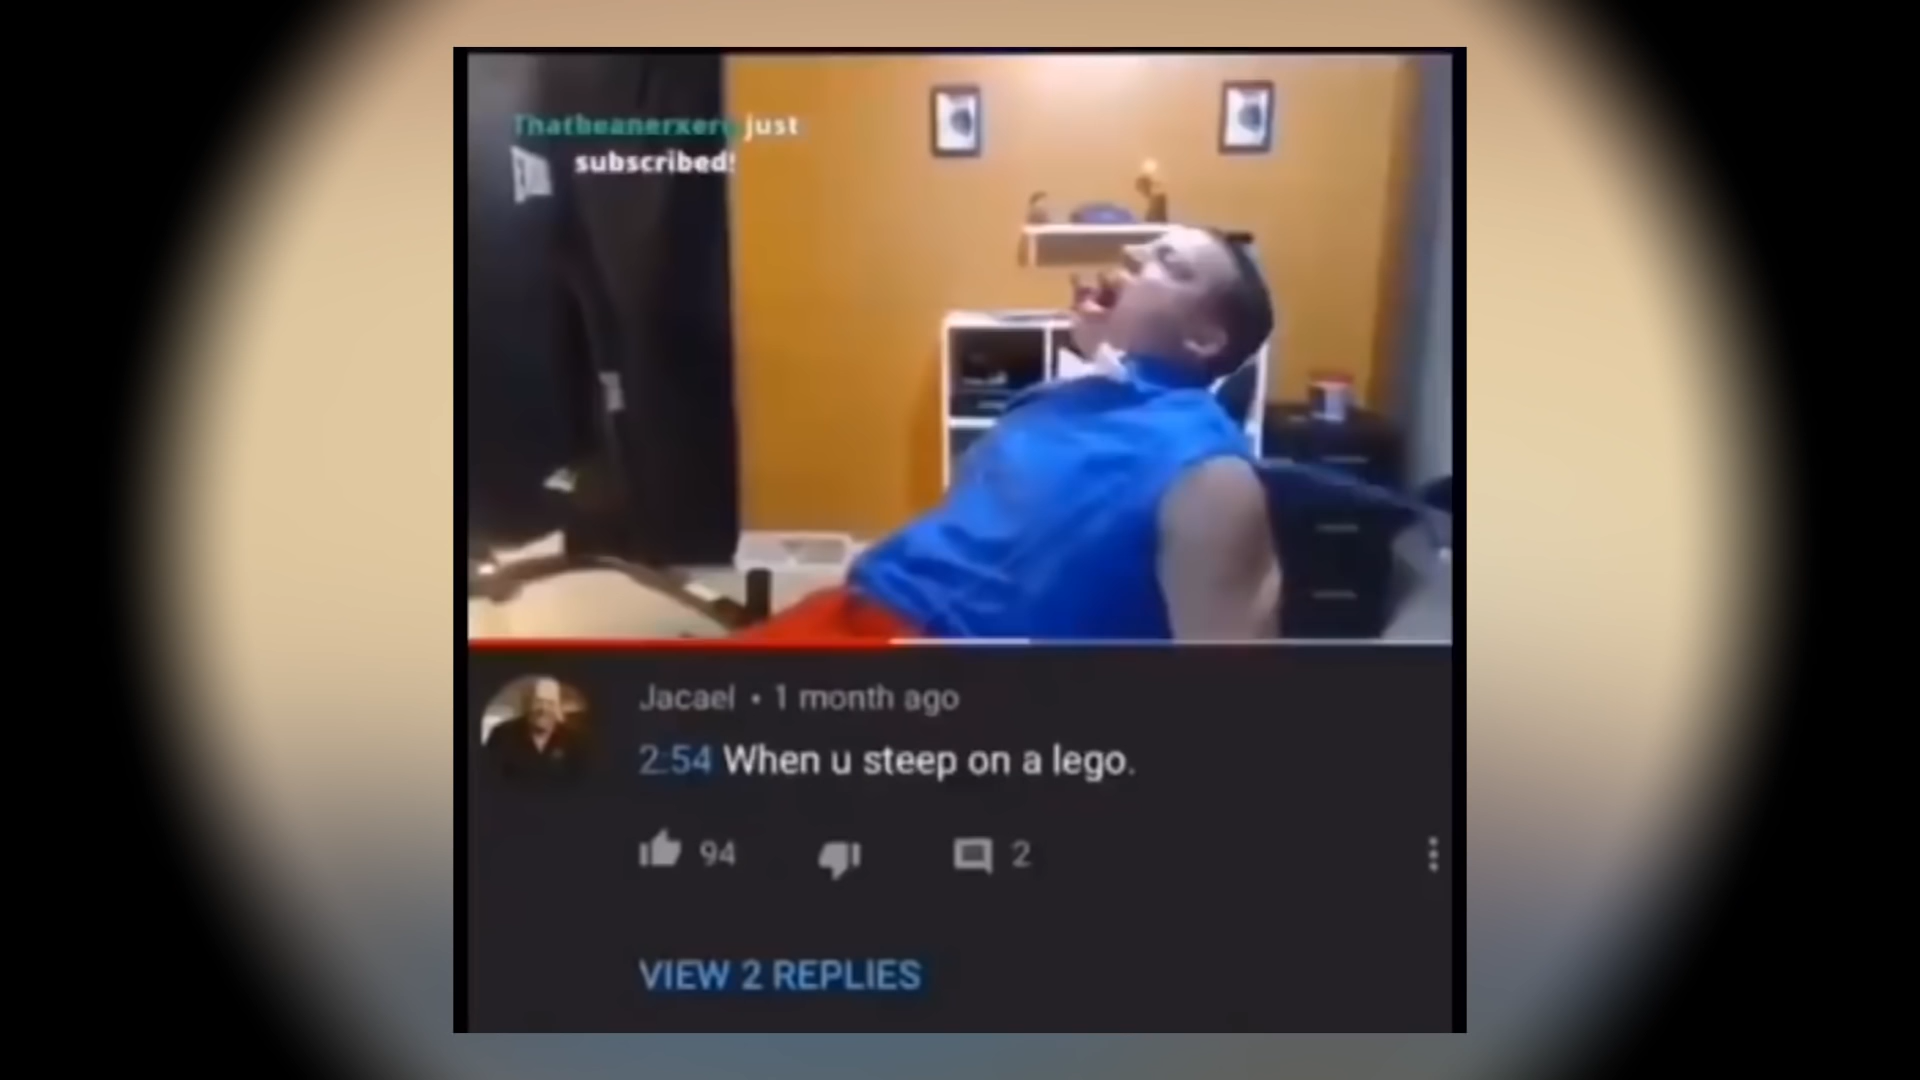 Thatbeanerxero just
subscribed!
Jacael • 1 month ago
2:54 When u steep on a lego.
94
2
VIEW 2 REPLIES